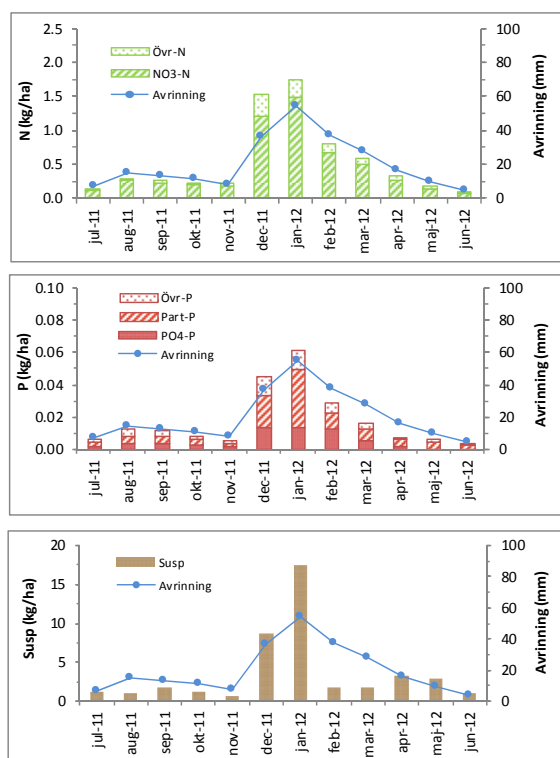 2.5
2.0
1.5
1.0
0.5
0.0
N (kg/ha)
Övr-N
NO3-N
Avrinning
100
80
60
40
20
0
Avrinning (mm)
jul-11
aug-11
sep-11
okt-11
nov-11
dec-11
jan-12
feb-12
mar-12
apr-12
maj-12
jun-12
0.10
0.08
0.06
0.04
0.02
0.00
P (kg/ha)
Övr-P
Part-P
PO4-P
Avrinning
100
80
60
40
20
0
Avrinning (mm)
jul-11
aug-11
sep-11
okt-11
nov-11
dec-11
jan-12
feb-12
mar-12
apr-12
maj-12
jun-12
20
15
10
5
0
Susp (kg/ha)
Susp
Avrinning
100
80
60
40
20
0
Avrinning (mm)
jul-11
aug-11
sep-11
okt-11
nov-11
dec-11
jan-12
feb-12
mar-12
apr-12
maj-12
jun-12